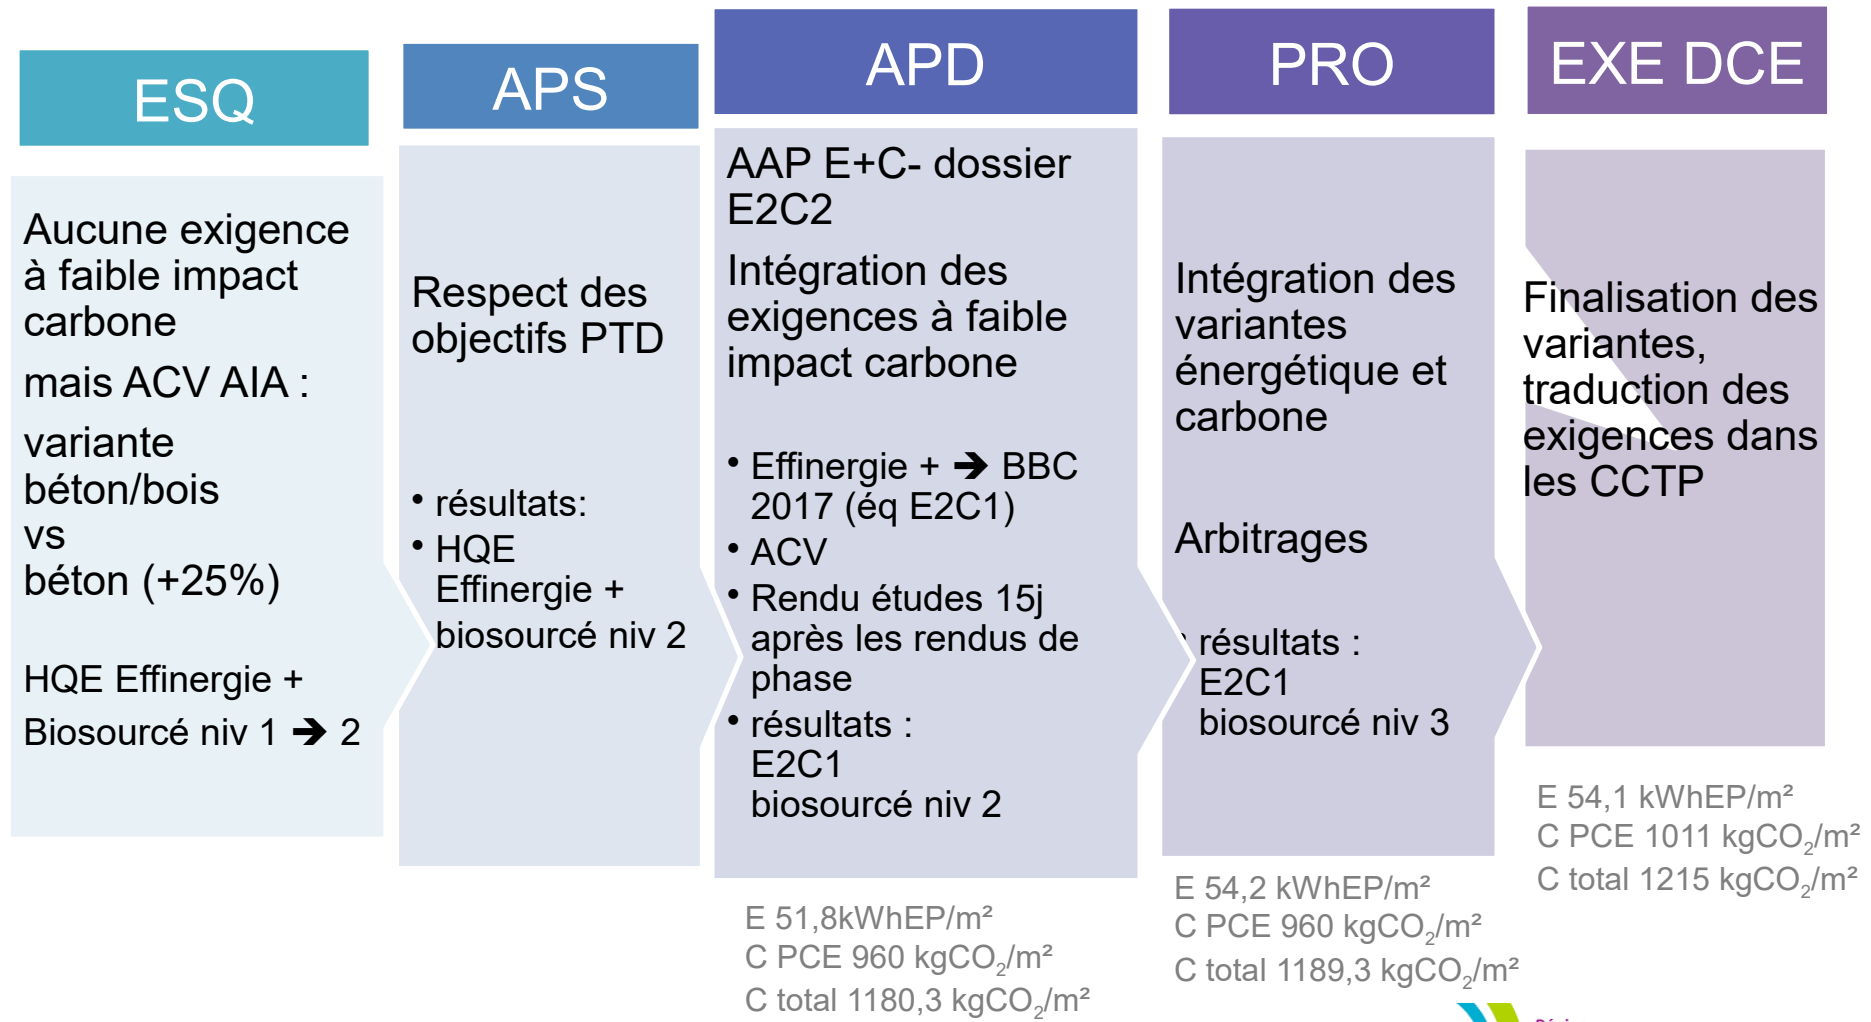 ESQ
Aucune exigence
à faible impact
carbone
mais ACV AIA :
variante
béton/bois
vs
béton (+25%)
HQE Effinergie +
Biosourcé niv 1 ➔ 2
APS
Respect des
objectifs PTD
• résultats:
• HQE
Effinergie +
biosourcé niv 2
APD
AAP E+C- dossier
E2C2
Intégration des
exigences à faible
impact carbone
• Effinergie + ➔ BBC
2017 (éq E2C1)
• ACV
• Rendu études 15j
après les rendus de
phase
• résultats :
E2C1
biosourcé niv 2
E 51,8kWhEP/m²
C PCE 960 kgCO₂/m²
C total 1180,3 kgCO₂/m²
PRO
Intégration des
variantes
énergétique et
carbone
Arbitrages
• résultats :
E2C1
biosourcé niv 3
E 54,2 kWhEP/m²
C PCE 960 kgCO₂/m²
C total 1189,3 kgCO₂/m²
EXE DCE
Finalisation des
variantes,
traduction des
exigences dans
les CCTP
E 54,1 kWhEP/m²
C PCE 1011 kgCO₂/m²
C total 1215 kgCO₂/m²